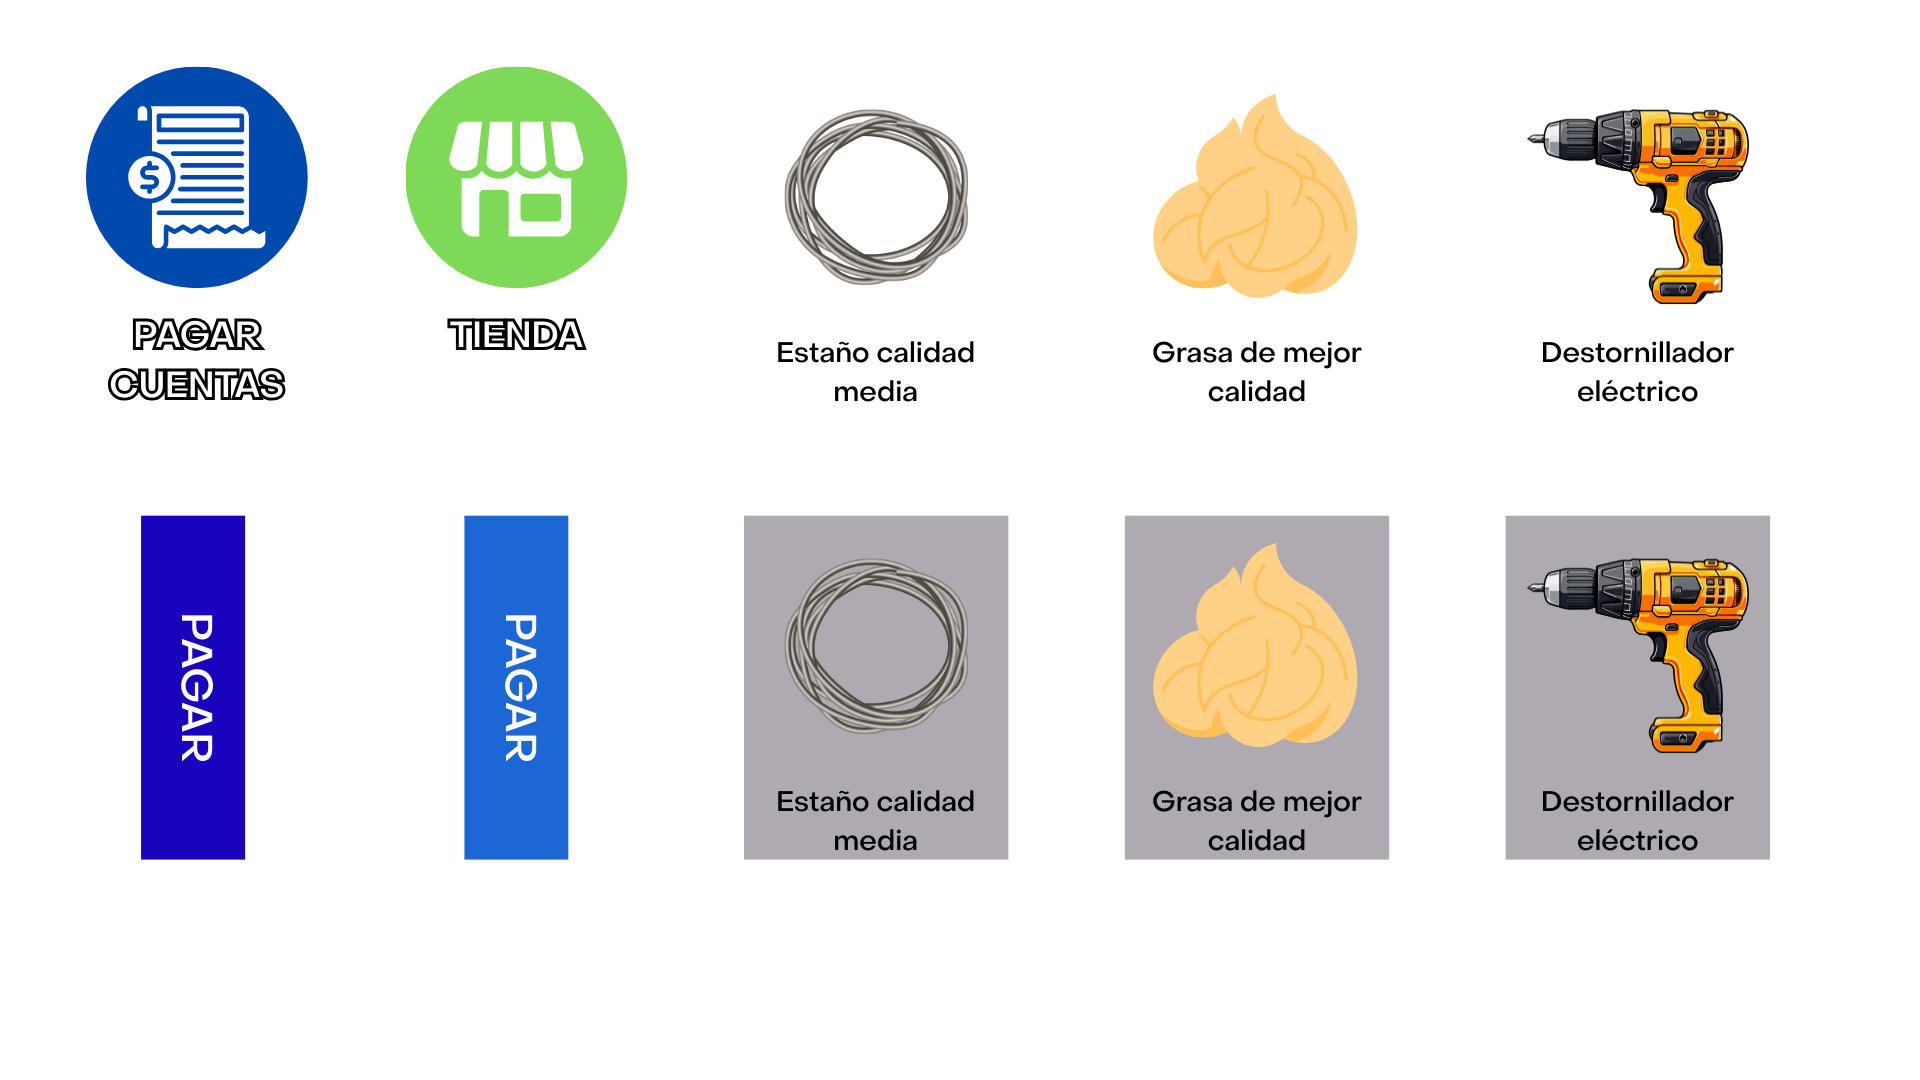 PAGAR
CUENTAS
TIENDA
Estaño calidad
media
Grasa de mejor
calidad
Destornillador
eléctrico
PAGAR
PAGAR
Estaño calidad
media
Grasa de mejor
calidad
Destornillador
eléctrico